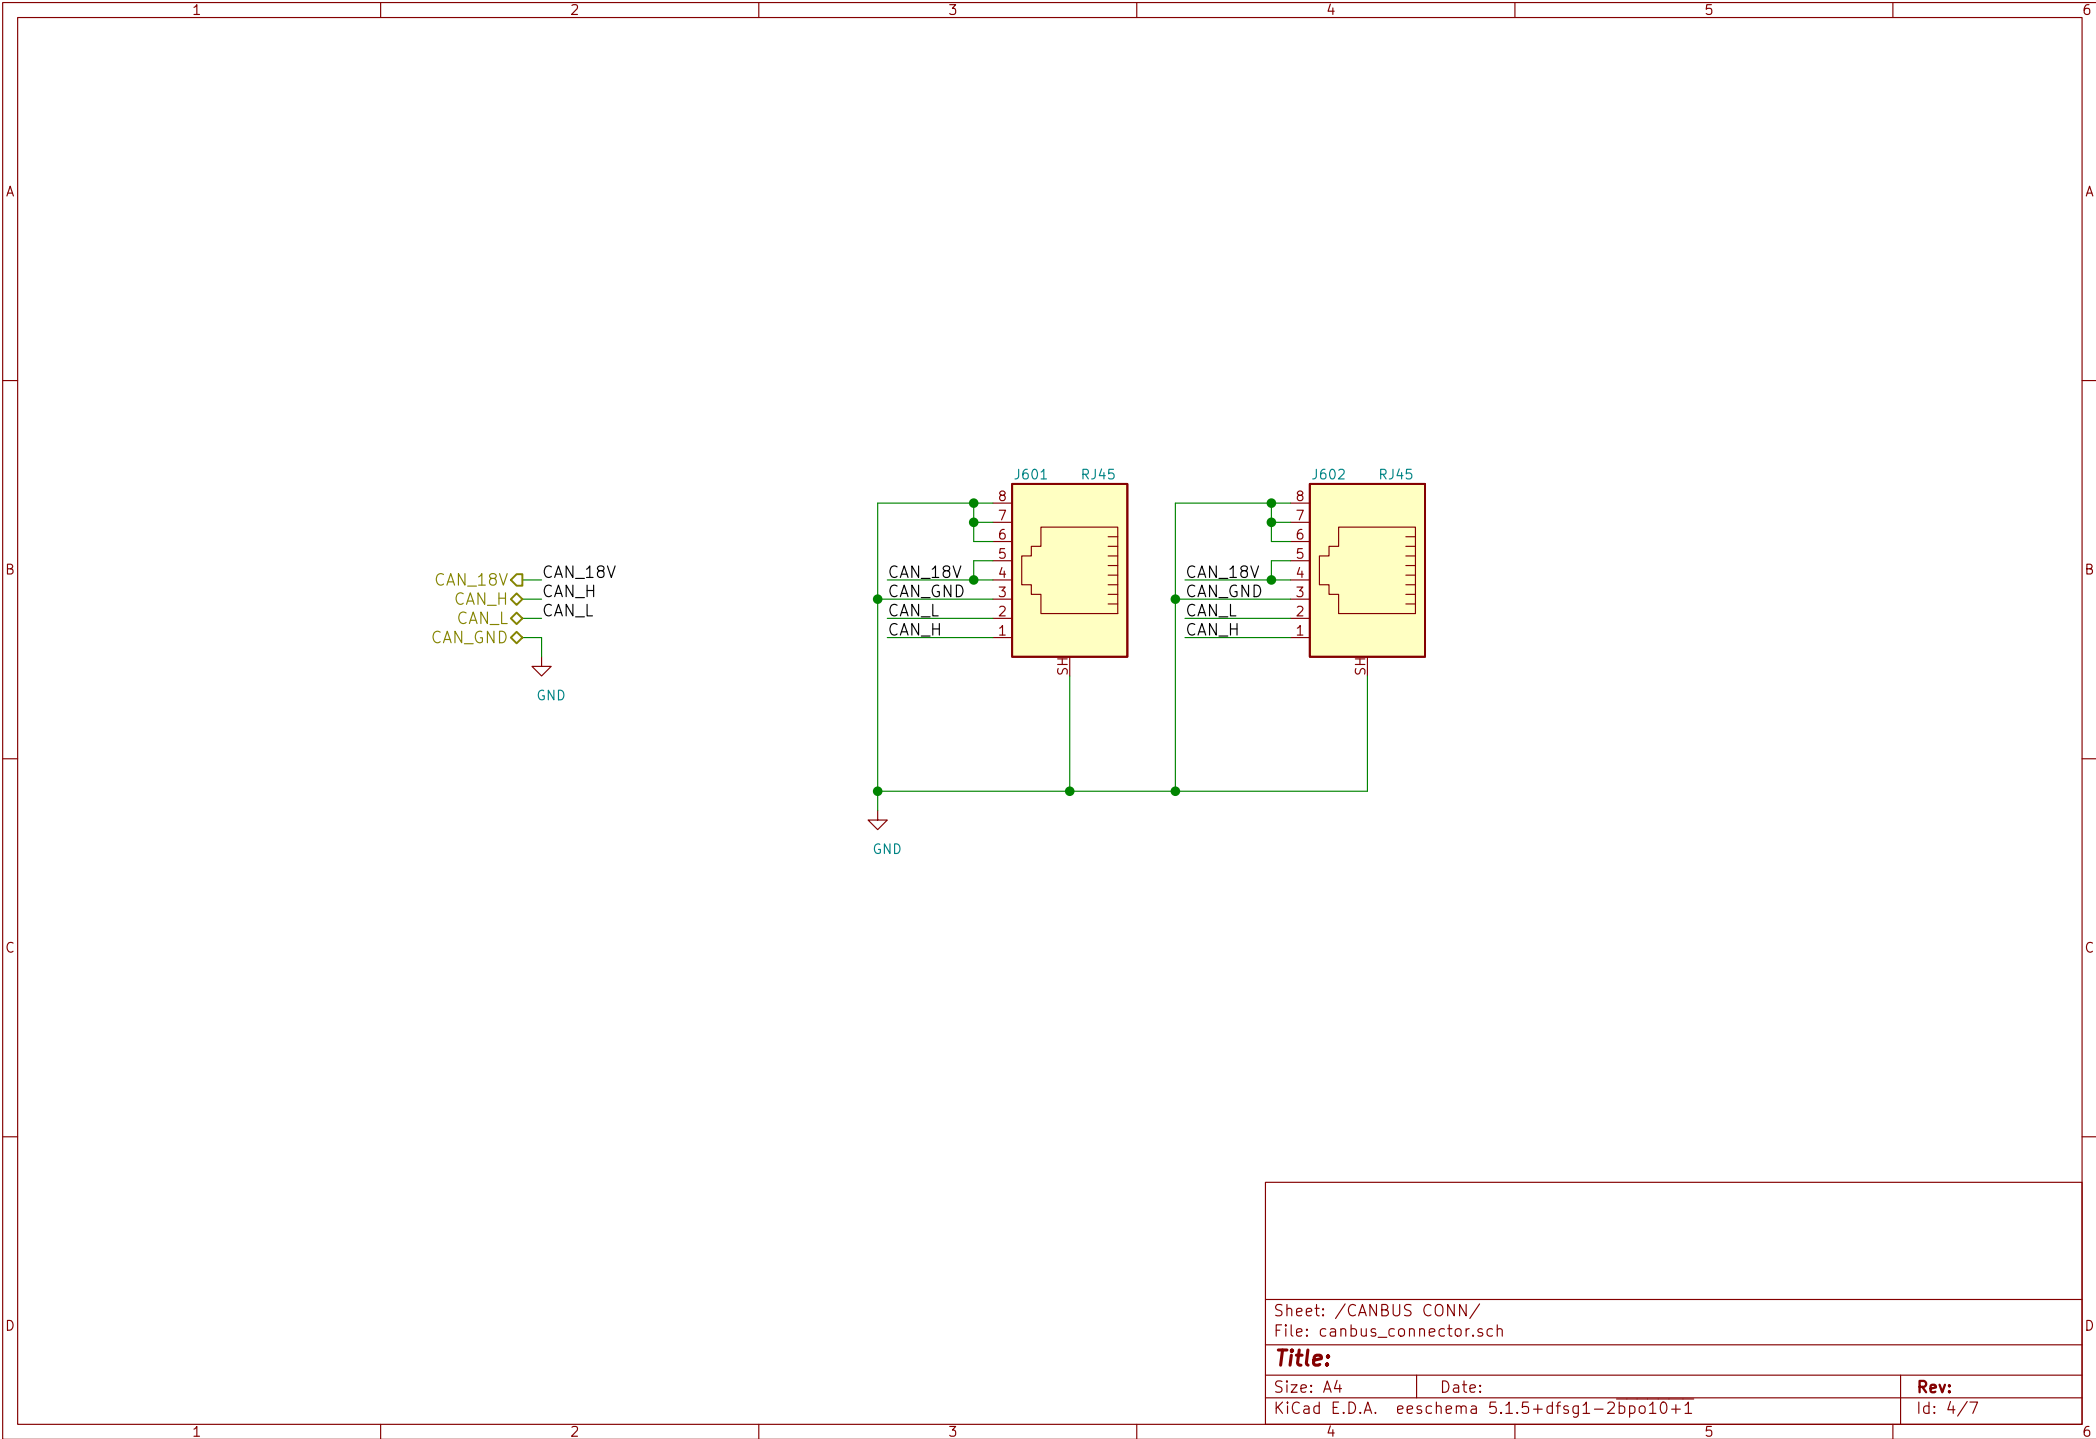 1 2 3 4 5 6
A A
J601 RJ45 J602 RJ45
8 8
7 7
6 6
5 5
B B
CAN_18V CAN_18V CAN_18V 4 CAN_18V 4
CAN_H CAN_H CAN_GND 3 CAN_GND 3
CAN_L CAN_L CAN_L 2 CAN_L 2
CAN_GND CAN_H 1 CAN_H 1
SH SH
GND
GND
C C
Sheet: /CANBUS CONN/
D D
File: canbus_connector.sch
Title:
Size: A4 Date: Rev:
KiCad E.D.A. eeschema 5.1.5+dfsg1-2bpo10+1 Id: 4/7
1 2 3 4 5 6